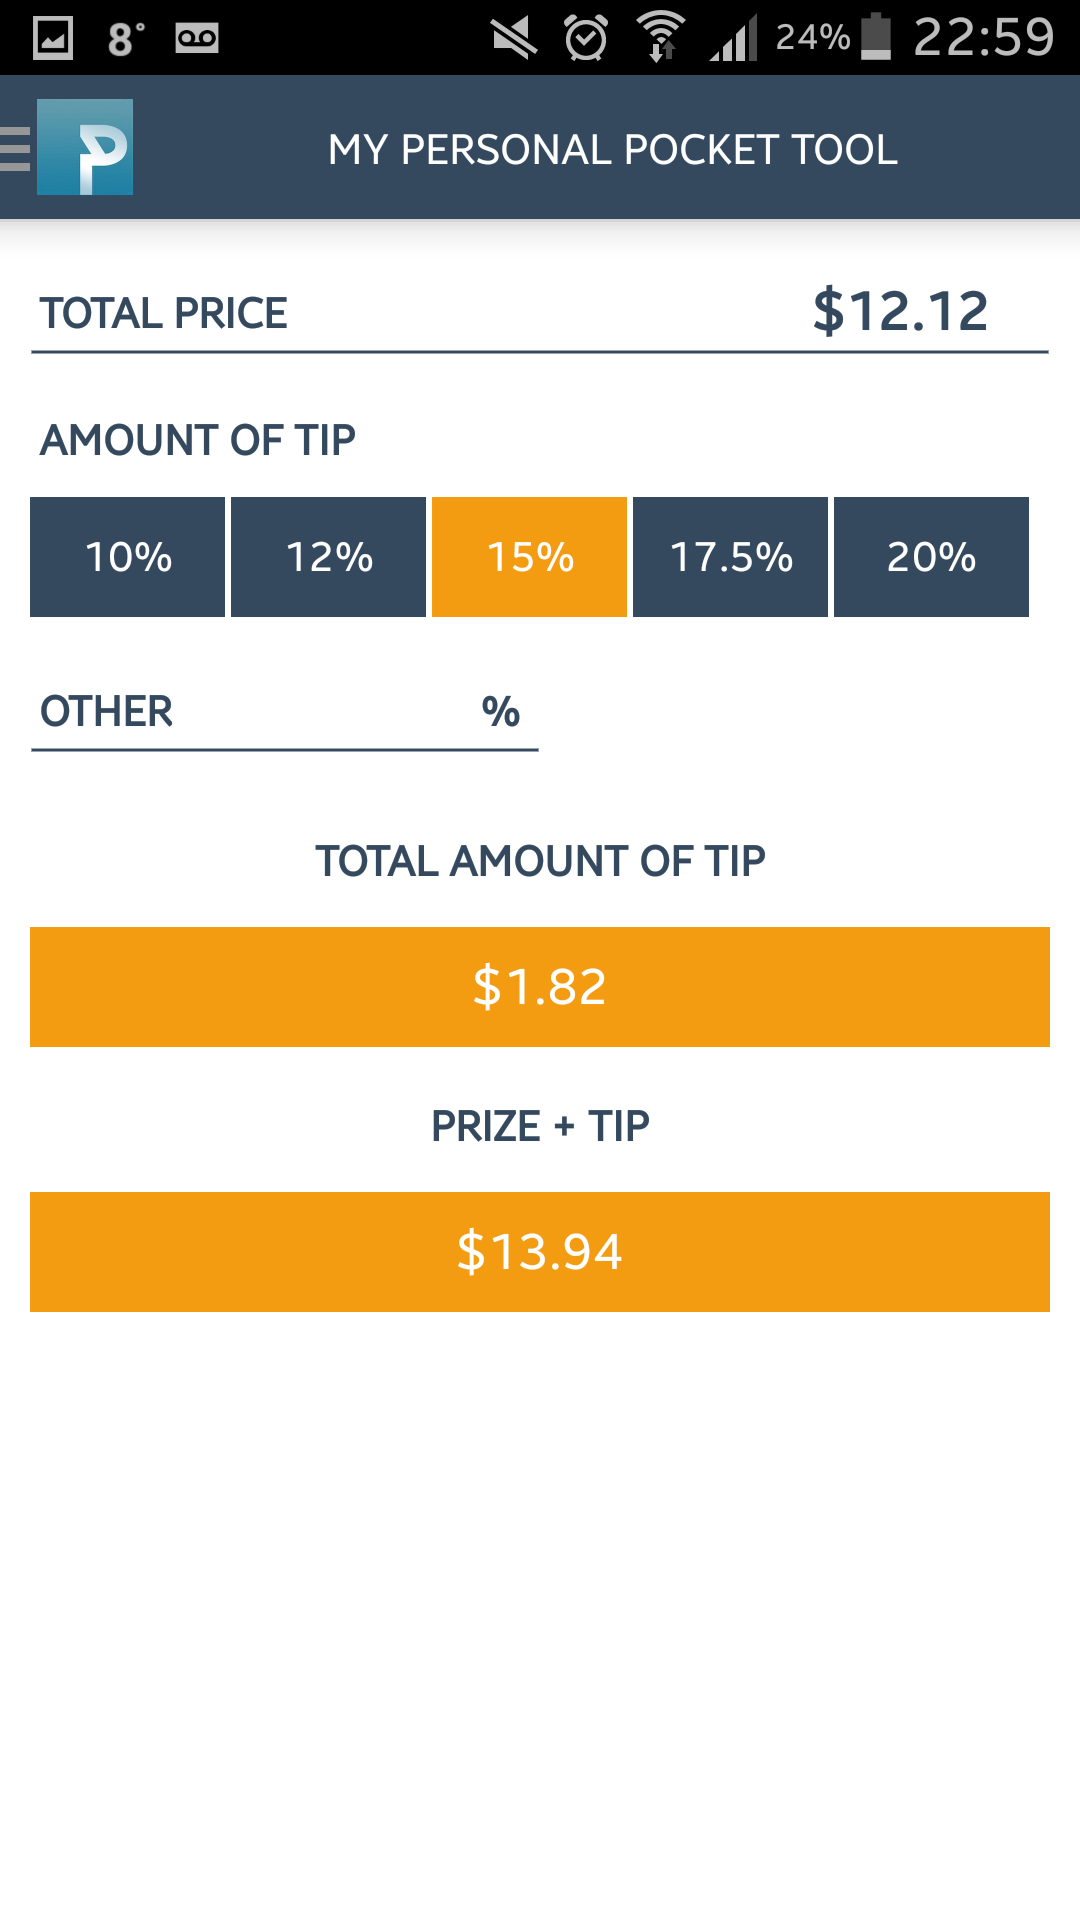 8° 24% 22:59
MY PERSONAL POCKET TOOL
TOTAL PRICE $12.12
AMOUNT OF TIP
10% 12% 15% 17.5% 20%
OTHER %
TOTAL AMOUNT OF TIP
$1.82
PRIZE + TIP
$13.94